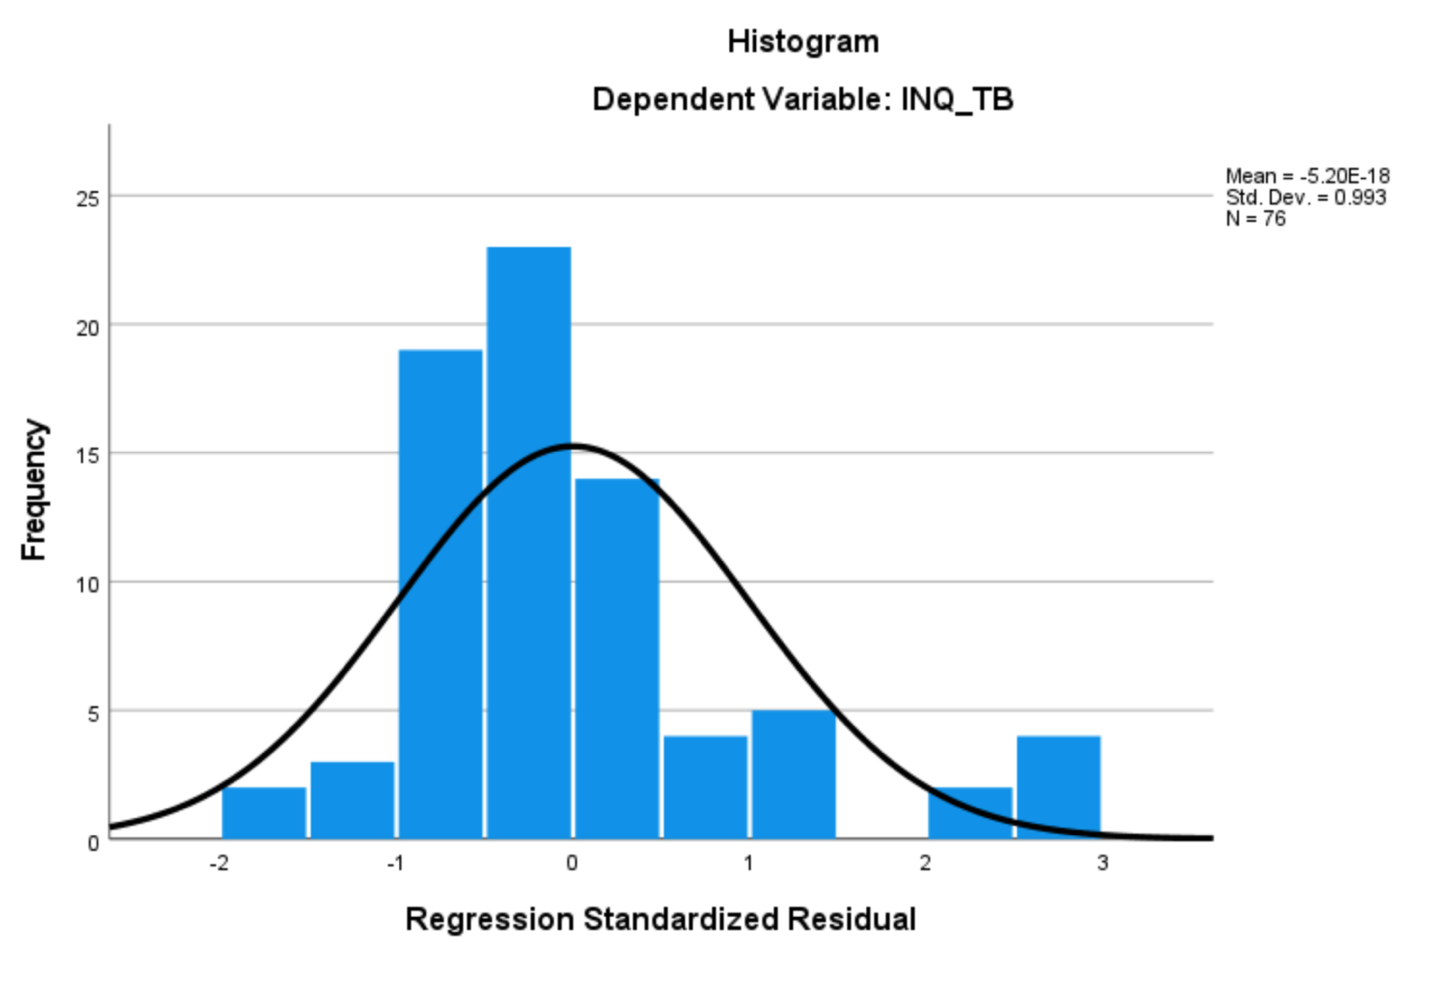 Histogram
Dependent Variable: INQ_TB
Mean = -5.20E-18
Std. Dev. = 0.993
N = 76
Frequency
25
20
15
10
5
0
-2 -1 0 1 2 3
Regression Standardized Residual